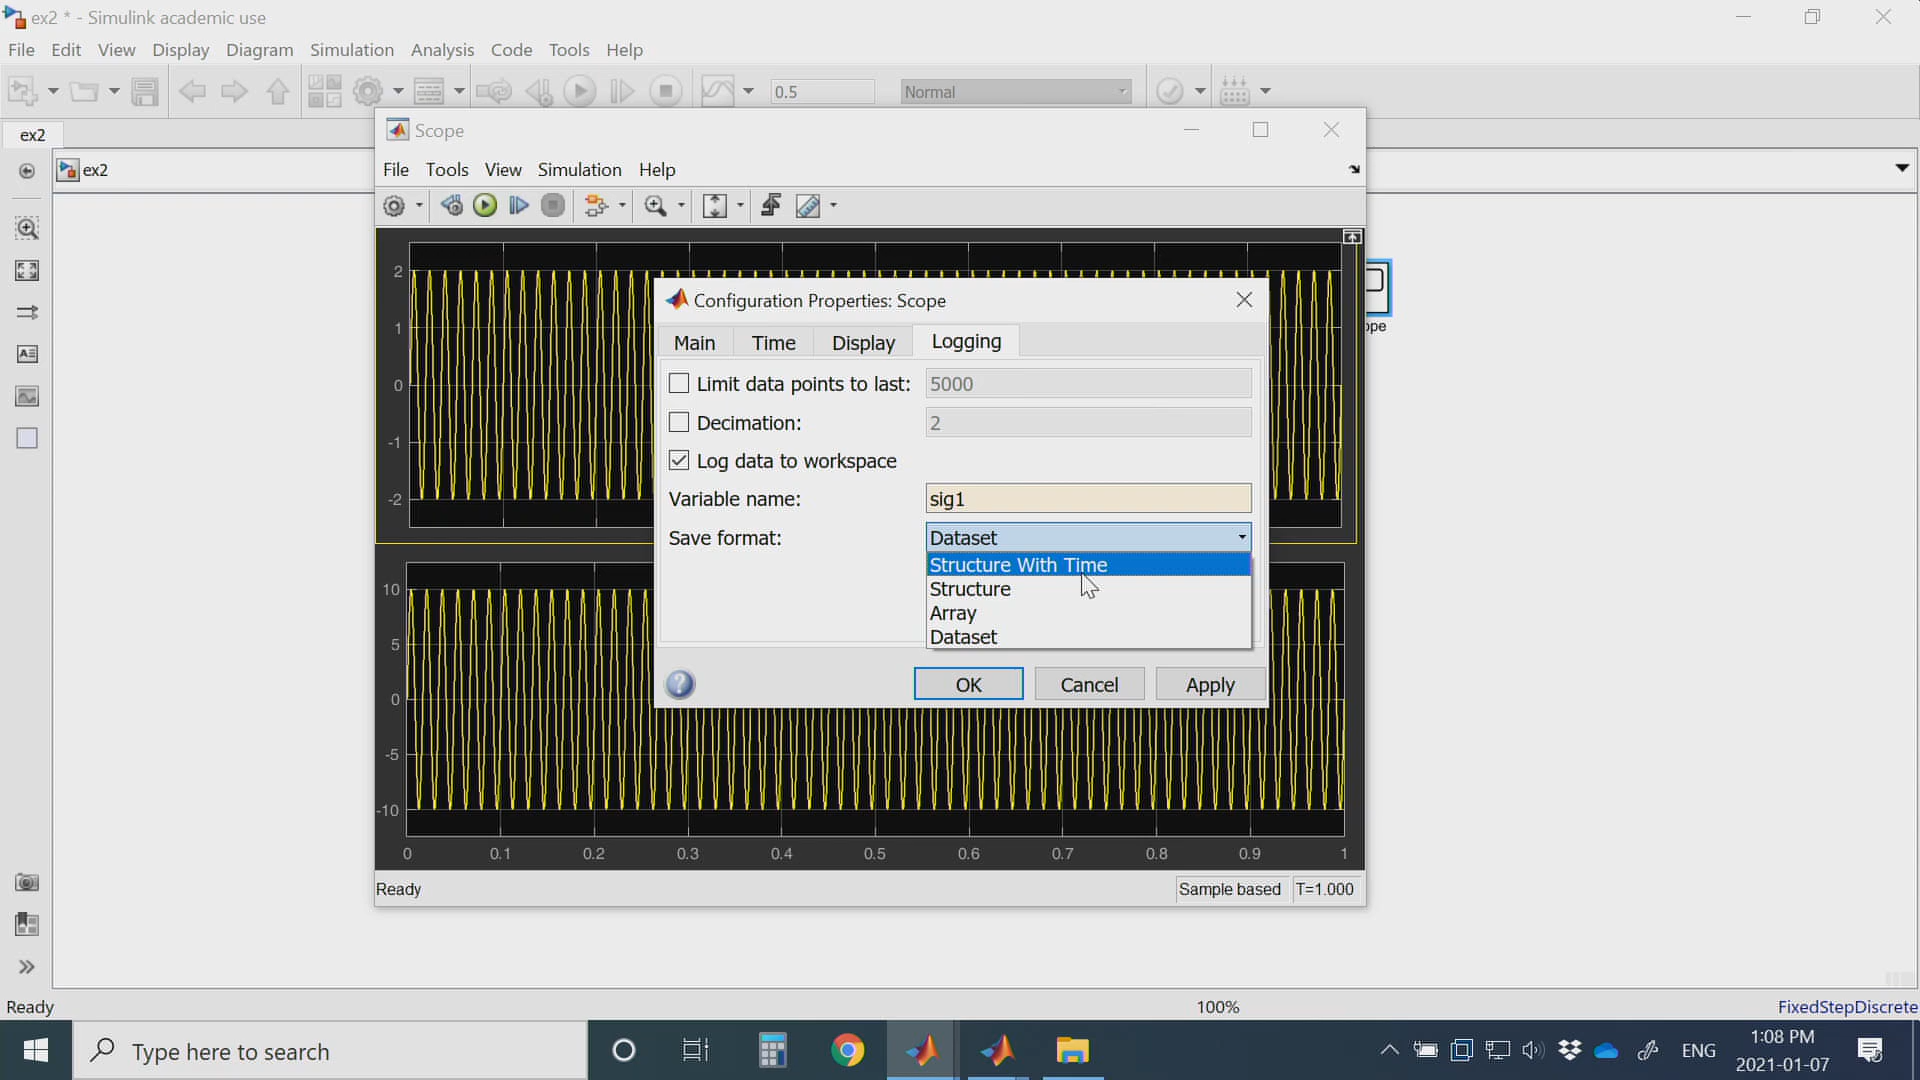 ex2 * - Simulink academic use
File Edit View Display Diagram Simulation Analysis Code Tools Help
0.5 Normal
ex2
ex2
Scope
File Tools View Simulation Help
2
1
0
-1
-2
10
5
0
-5
-10
0 0.1 0.2 0.3 0.4 0.5 0.6 0.7 0.8 0.9 1
Ready Sample based T=1.000
Configuration Properties: Scope
Main Time Display Logging
Limit data points to last: 5000
Decimation: 2
Log data to workspace
Variable name: sig1
Save format: Dataset
Structure With Time
Structure
Array
Dataset
OK Cancel Apply
ope
Ready 100% FixedStepDiscrete
Type here to search
ENG
1:08 PM
2021-01-07